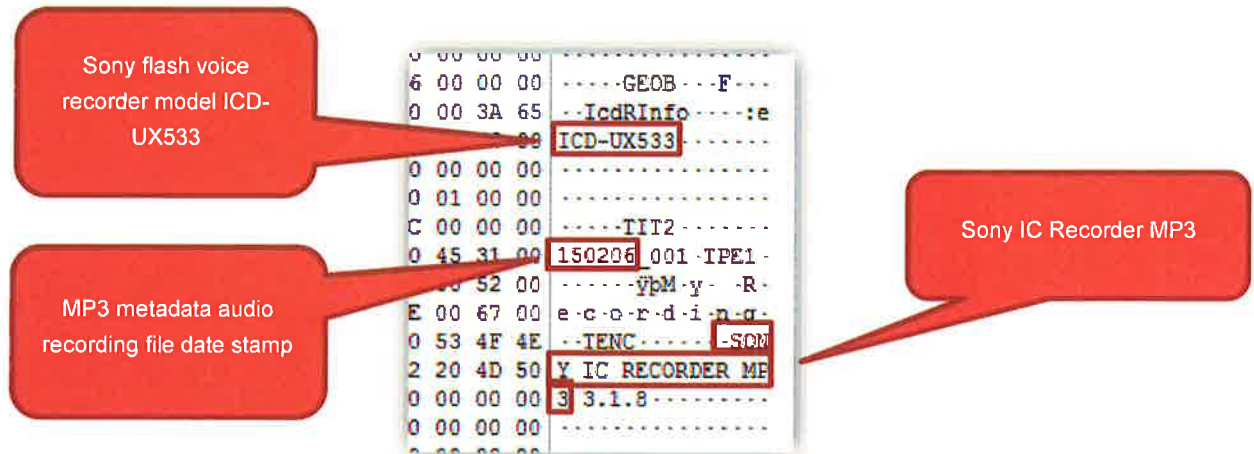 Sony flash voice
recorder model ICD-
UX533
MP3 metadata audio
recording file date stamp
6 00 00 00 ·····GEOB···F···
0 00 3A 65 ··IcdRInfo····:e
00 ICD-UX533·······
0 00 00 00 ················
0 01 00 00 ················
C 00 00 00 ·····TIT2·······
0 45 31 00 150206_001·TPE1·
52 00 ······ÿþM·y· ·R·
E 00 67 00 e·c·o·r·d·i·n·g·
0 53 4F 4E ··TENC·······SON
2 20 4D 50 Y IC RECORDER MP
0 00 00 00 3 3.1.8·········
0 00 00 00 ················
Sony IC Recorder MP3